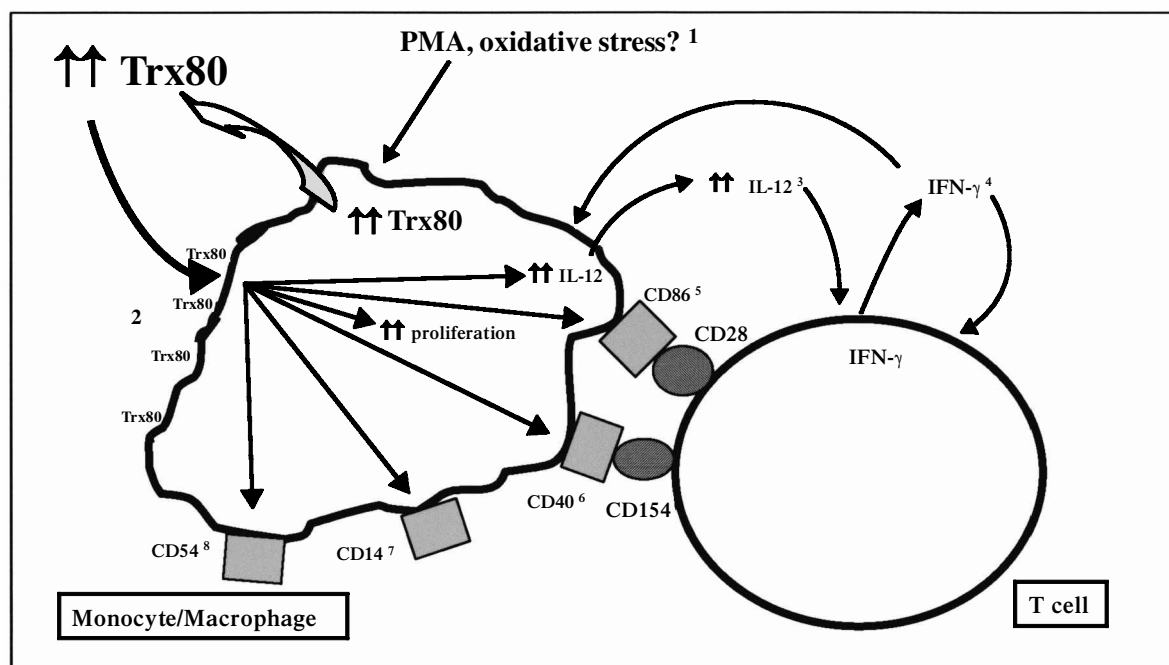 PMA, oxidative stress? 1
↑↑ Trx80
↑↑ IL-12 3
IFN-γ 4
↑↑ Trx80
Trx80
↑↑ IL-12
CD86 5
Trx80
2
↑↑ proliferation
CD28
Trx80
IFN-γ
Trx80
CD40 6
CD154
CD54 8
CD14 7
Monocyte/Macrophage
T cell